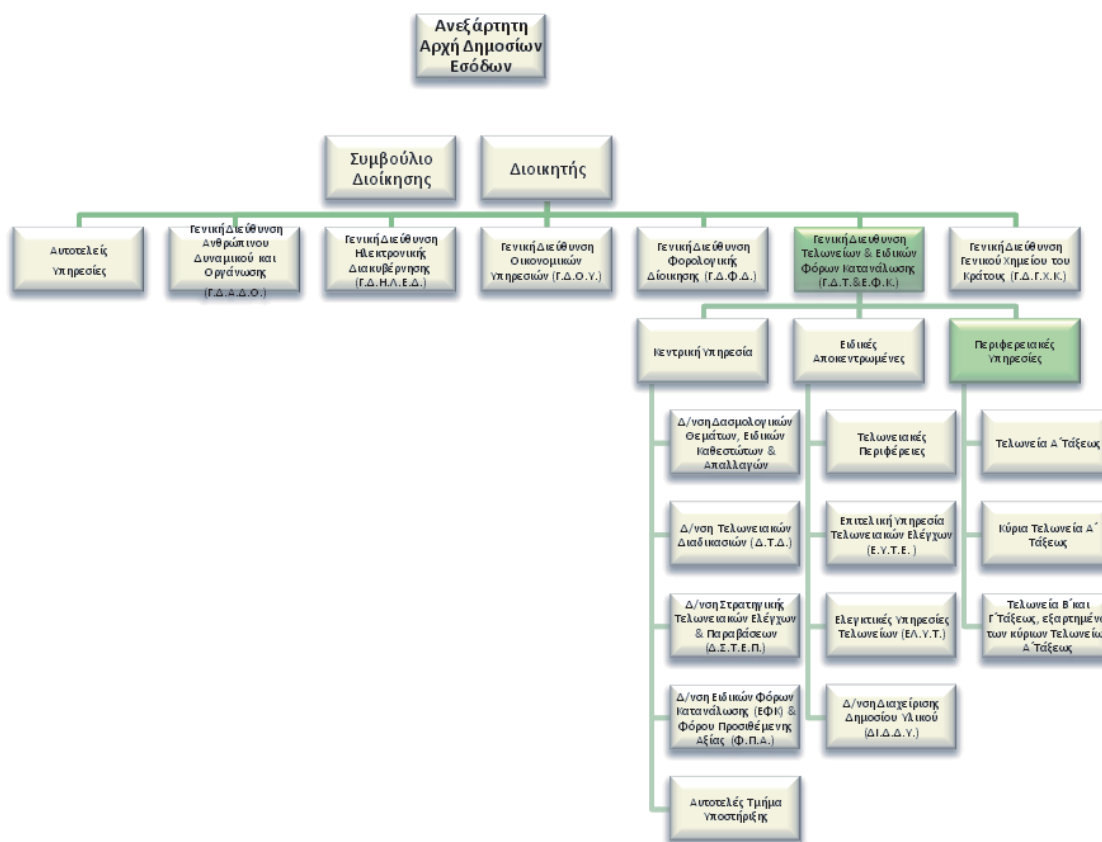 Ανεξάρτητη
Αρχή Δημοσίων
Εσόδων
Συμβούλιο
Διοίκησης
Διοικητής
Αυτοτελείς
Υπηρεσίες
Γενική Διεύθυνση
Ανθρώπινου
Δυναμικού και
Οργάνωσης
(Γ.Δ.Α.Δ.Ο.)
Γενική Διεύθυνση
Ηλεκτρονικής
Διακυβέρνησης
(Γ.Δ.Η.Λ.Ε.Δ.)
Γενική Διεύθυνση
Οικονομικών
Υπηρεσιών (Γ.Δ.Ο.Υ.)
Γενική Διεύθυνση
Φορολογικής
Δίοικησης (Γ.Δ.Φ.Δ.)
Γενική Διευθυνση
Τελωνείων & Ειδικών
Φόρων Κατανάλωσης
(Γ.Δ.Τ.&Ε.Φ.Κ.)
Γενική Διεύθυνση
Γενικού Χημείου του
Κράτους (Γ.Δ.Γ.Χ.Κ.)
Κεντρική Υπηρεσία
Ειδικές
Αποκεντρωμένες
Περιφερειακές
Υπηρεσίες
Δ/νση Δασμολογικών
Θεμάτων, Ειδικών
Καθεστώτων &
Απαλλαγών
Δ/νση Τελωνειακών
Διαδικασιών (Δ.Τ.Δ.)
Δ/νση Στρατηγικής
Τελωνειακών Ελέγχων
& Παραβάσεων
(Δ.Σ.Τ.Ε.Π.)
Δ/νση Ειδικών Φόρων
Κατανάλωσης (ΕΦΚ) &
Φόρου Προσιθέμενης
Αξίας (Φ.Π.Α.)
Αυτοτελές Τμήμα
Υποστήριξης
Τελωνειακές
Περιφέρειες
Επιτελική Υπηρεσία
Τελωνειακών Ελέγχων
(Ε.Υ.Τ.Ε. )
Ελεγκτικές Υπηρεσίες
Τελωνείων (ΕΛ.Υ.Τ.)
Δ/νση Διαχείρισης
Δημοσίου Υλικού
(ΔΙ.Δ.Δ.Υ.)
Τελωνεία Α΄Τάξεως
Κύρια Τελωνεία Α΄
Τάξεως
Τελωνεία Β΄και
Γ΄Τάξεως, εξαρτημένα
των κύριων Τελωνείων
Α΄Τάξεως